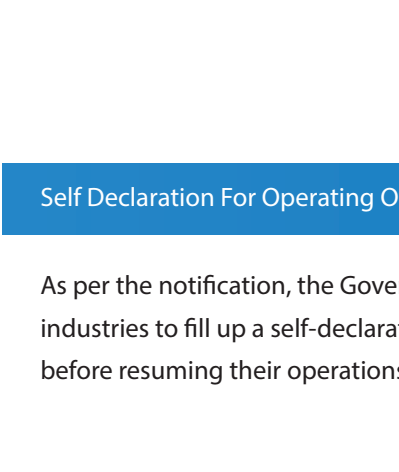 Self Declaration For Operating O
As per the notification, the Gove
industries to fill up a self-declara
before resuming their operations